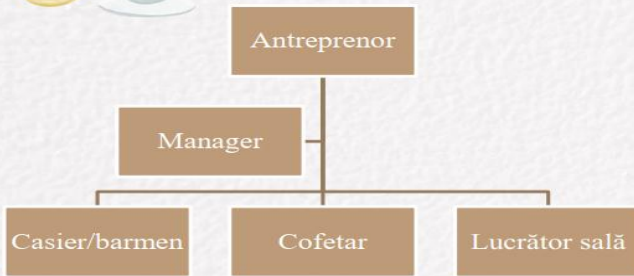 Antreprenor
Manager
Casier/barmen
Cofetar
Lucrător sală